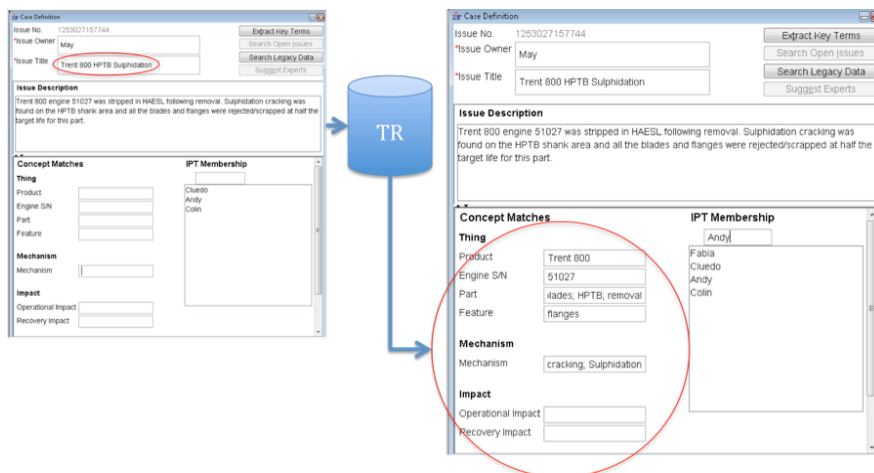 Case Definition
Issue No. 1253027157744
Extract Key Terms
*Issue Owner May
Search Open Issues
*Issue Title Trent 800 HPTB Sulphidation
Search Legacy Data
Suggest Experts
Issue Description
Trent 800 engine 51027 was stripped in HAESL following removal. Sulphidation cracking was
found on the HPTB shank area and all the blades and flanges were rejected/scrapped at half the
target life for this part.
Concept Matches
IPT Membership
Thing
Product
Cluedo
Engine S/N
Andy
Part
Colin
Feature
Mechanism
Mechanism
Impact
Operational Impact
Recovery Impact
TR
Case Definition
Issue No. 1253027157744
Extract Key Terms
*Issue Owner May
Search Open Issues
*Issue Title Trent 800 HPTB Sulphidation
Search Legacy Data
Suggest Experts
Issue Description
Trent 800 engine 51027 was stripped in HAESL following removal. Sulphidation cracking was
found on the HPTB shank area and all the blades and flanges were rejected/scrapped at half the
target life for this part.
Concept Matches
IPT Membership
Thing
Andy
Product Trent 800
Fabia
Engine S/N 51027
Cluedo
Part lades; HPTB; removal
Andy
Feature flanges
Colin
Mechanism
Mechanism cracking; Sulphidation
Impact
Operational Impact
Recovery Impact